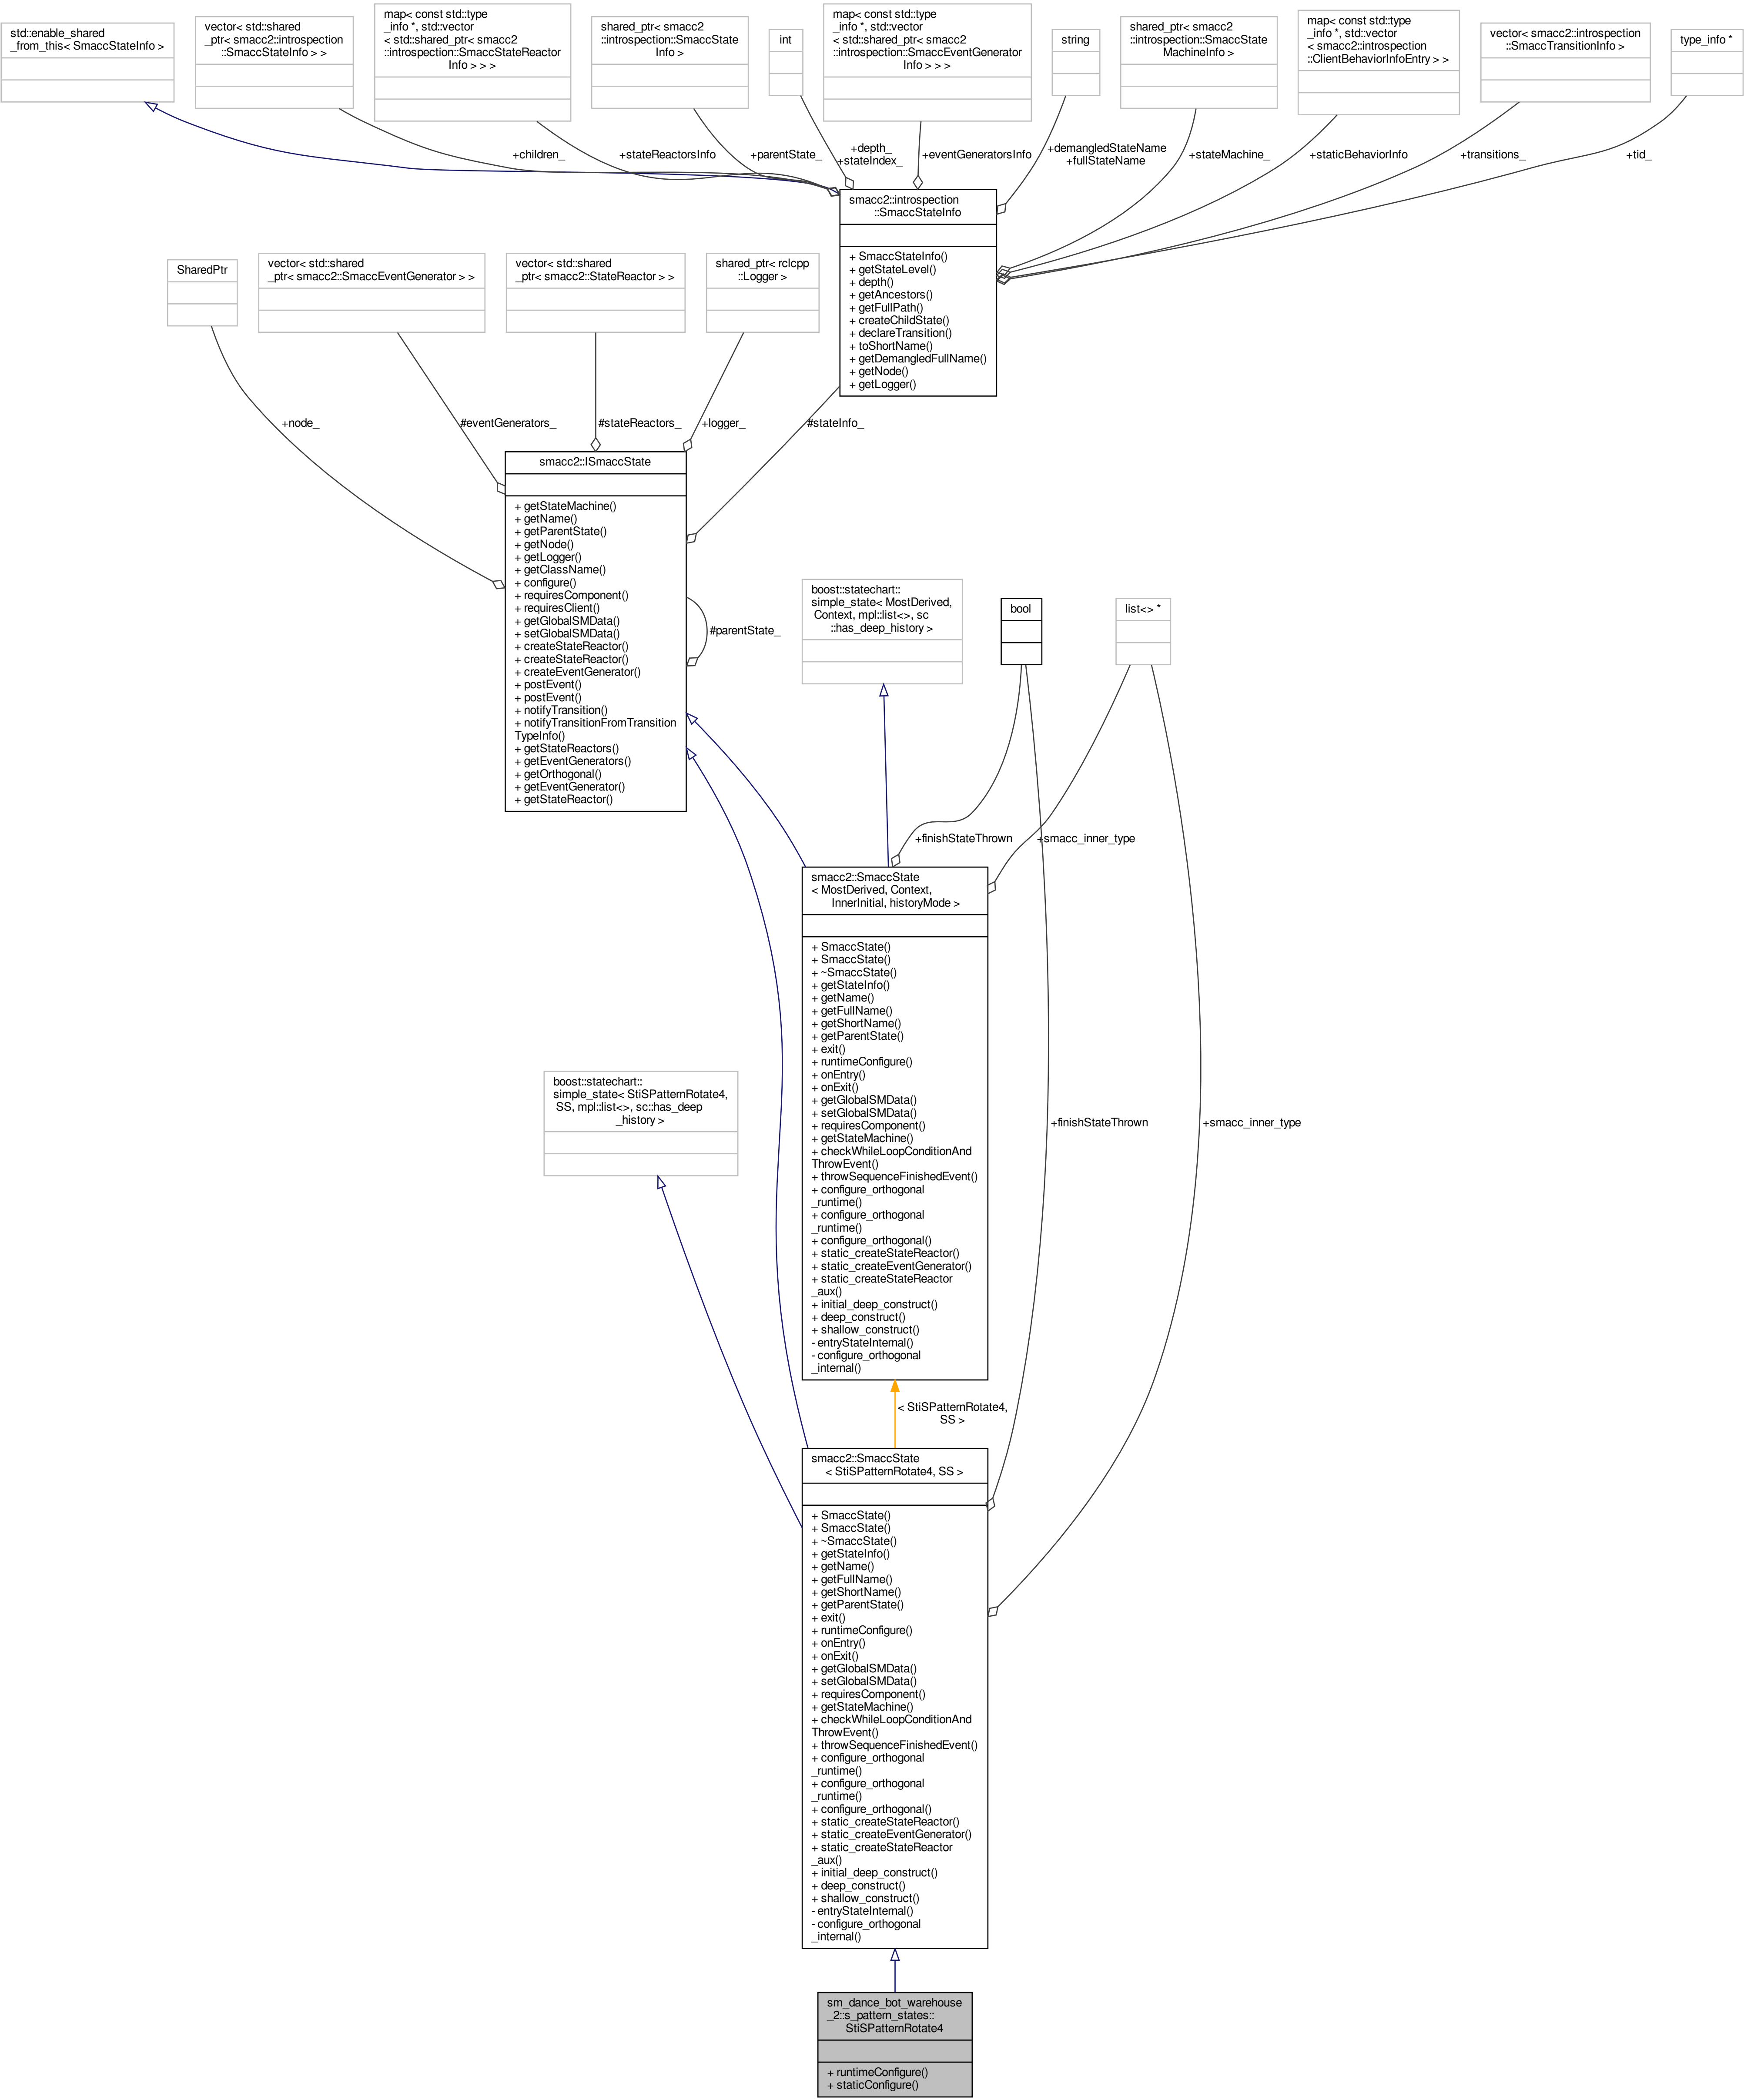 std::enable_shared
_from_this< SmaccStateInfo >
vector< std::shared
_ptr< smacc2::introspection
::SmaccStateInfo > >
map< const std::type
_info *, std::vector
< std::shared_ptr< smacc2
::introspection::SmaccStateReactor
Info > > >
shared_ptr< smacc2
::introspection::SmaccState
Info >
int
map< const std::type
_info *, std::vector
< std::shared_ptr< smacc2
::introspection::SmaccEventGenerator
Info > > >
string
shared_ptr< smacc2
::introspection::SmaccState
MachineInfo >
map< const std::type
_info *, std::vector
< smacc2::introspection
::ClientBehaviorInfoEntry > >
vector< smacc2::introspection
::SmaccTransitionInfo >
type_info *
+children_
+stateReactorsInfo
+parentState_
+depth_
+stateIndex_
+eventGeneratorsInfo
+demangledStateName
+fullStateName
+stateMachine_
+staticBehaviorInfo
+transitions_
+tid_
smacc2::introspection
::SmaccStateInfo
+ SmaccStateInfo()
+ getStateLevel()
+ depth()
+ getAncestors()
+ getFullPath()
+ createChildState()
+ declareTransition()
+ toShortName()
+ getDemangledFullName()
+ getNode()
+ getLogger()
SharedPtr
vector< std::shared
_ptr< smacc2::SmaccEventGenerator > >
vector< std::shared
_ptr< smacc2::StateReactor > >
shared_ptr< rclcpp
::Logger >
+node_
#eventGenerators_
#stateReactors_
+logger_
#stateInfo_
smacc2::ISmaccState
+ getStateMachine()
+ getName()
+ getParentState()
+ getNode()
+ getLogger()
+ getClassName()
+ configure()
+ requiresComponent()
+ requiresClient()
+ getGlobalSMData()
+ setGlobalSMData()
+ createStateReactor()
+ createStateReactor()
+ createEventGenerator()
+ postEvent()
+ postEvent()
+ notifyTransition()
+ notifyTransitionFromTransition
TypeInfo()
+ getStateReactors()
+ getEventGenerators()
+ getOrthogonal()
+ getEventGenerator()
+ getStateReactor()
#parentState_
boost::statechart::
simple_state< MostDerived,
Context, mpl::list<>, sc
::has_deep_history >
bool
list<> *
+finishStateThrown
+smacc_inner_type
smacc2::SmaccState
< MostDerived, Context,
InnerInitial, historyMode >
+ SmaccState()
+ SmaccState()
+ ~SmaccState()
+ getStateInfo()
+ getName()
+ getFullName()
+ getShortName()
+ getParentState()
+ exit()
+ runtimeConfigure()
+ onEntry()
+ onExit()
+ getGlobalSMData()
+ setGlobalSMData()
+ requiresComponent()
+ getStateMachine()
+ checkWhileLoopConditionAnd
ThrowEvent()
+ throwSequenceFinishedEvent()
+ configure_orthogonal
_runtime()
+ configure_orthogonal
_runtime()
+ configure_orthogonal()
+ static_createStateReactor()
+ static_createEventGenerator()
+ static_createStateReactor
_aux()
+ initial_deep_construct()
+ deep_construct()
+ shallow_construct()
- entryStateInternal()
- configure_orthogonal
_internal()
boost::statechart::
simple_state< StiSPatternRotate4,
SS, mpl::list<>, sc::has_deep
_history >
+finishStateThrown
+smacc_inner_type
< StiSPatternRotate4,
SS >
smacc2::SmaccState
< StiSPatternRotate4, SS >
+ SmaccState()
+ SmaccState()
+ ~SmaccState()
+ getStateInfo()
+ getName()
+ getFullName()
+ getShortName()
+ getParentState()
+ exit()
+ runtimeConfigure()
+ onEntry()
+ onExit()
+ getGlobalSMData()
+ setGlobalSMData()
+ requiresComponent()
+ getStateMachine()
+ checkWhileLoopConditionAnd
ThrowEvent()
+ throwSequenceFinishedEvent()
+ configure_orthogonal
_runtime()
+ configure_orthogonal
_runtime()
+ configure_orthogonal()
+ static_createStateReactor()
+ static_createEventGenerator()
+ static_createStateReactor
_aux()
+ initial_deep_construct()
+ deep_construct()
+ shallow_construct()
- entryStateInternal()
- configure_orthogonal
_internal()
sm_dance_bot_warehouse
_2::s_pattern_states::
StiSPatternRotate4
+ runtimeConfigure()
+ staticConfigure()